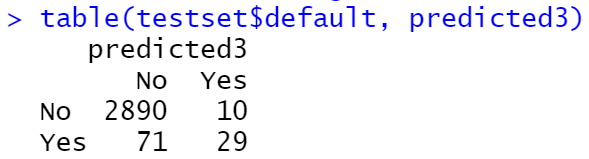 > table(testset$default, predicted3)
predicted3
No Yes
No 2890 10
Yes 71 29